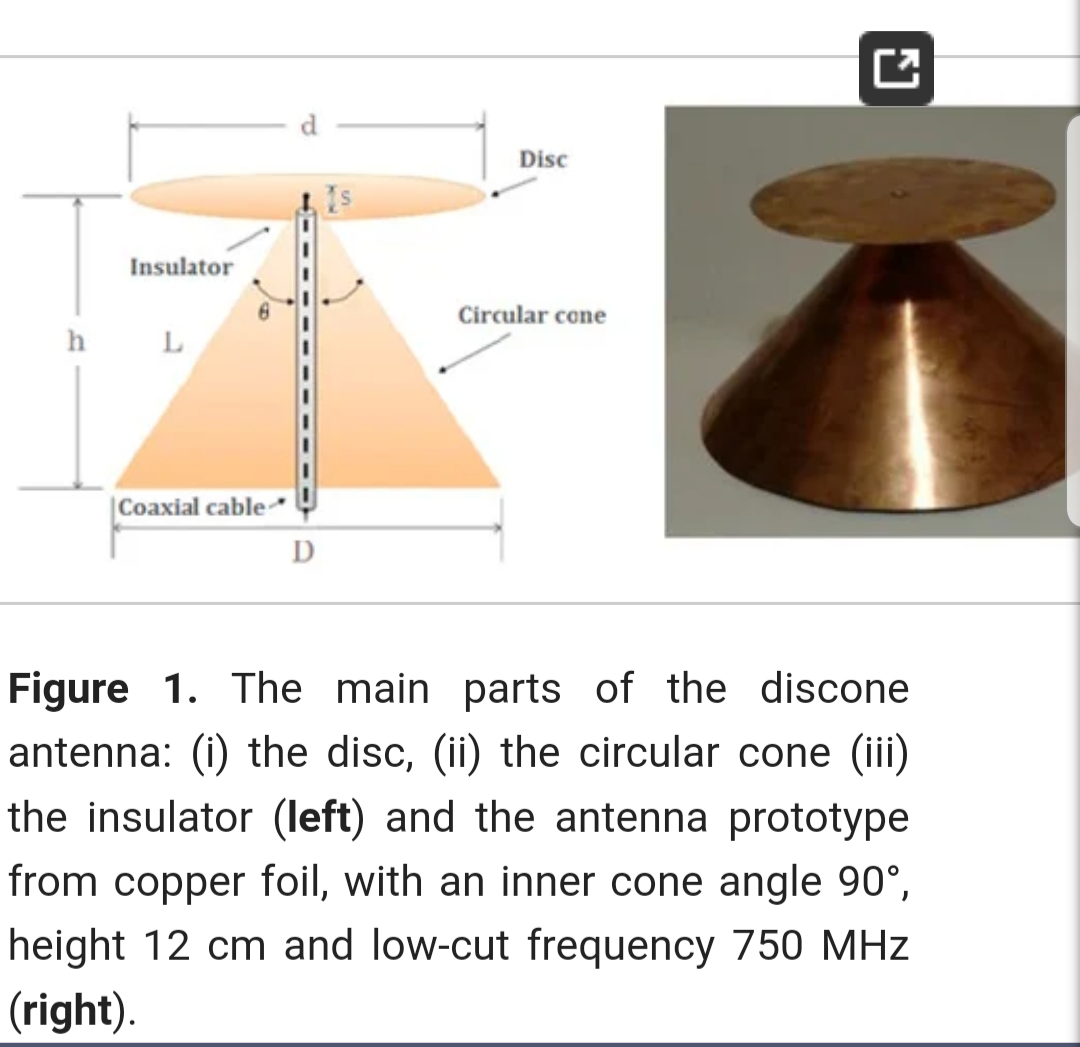 d
Disc
S
Insulator
θ
Circular cone
h
L
Coaxial cable
D
Figure 1. The main parts of the discone
antenna: (i) the disc, (ii) the circular cone (iii)
the insulator (left) and the antenna prototype
from copper foil, with an inner cone angle 90°,
height 12 cm and low-cut frequency 750 MHz
(right).